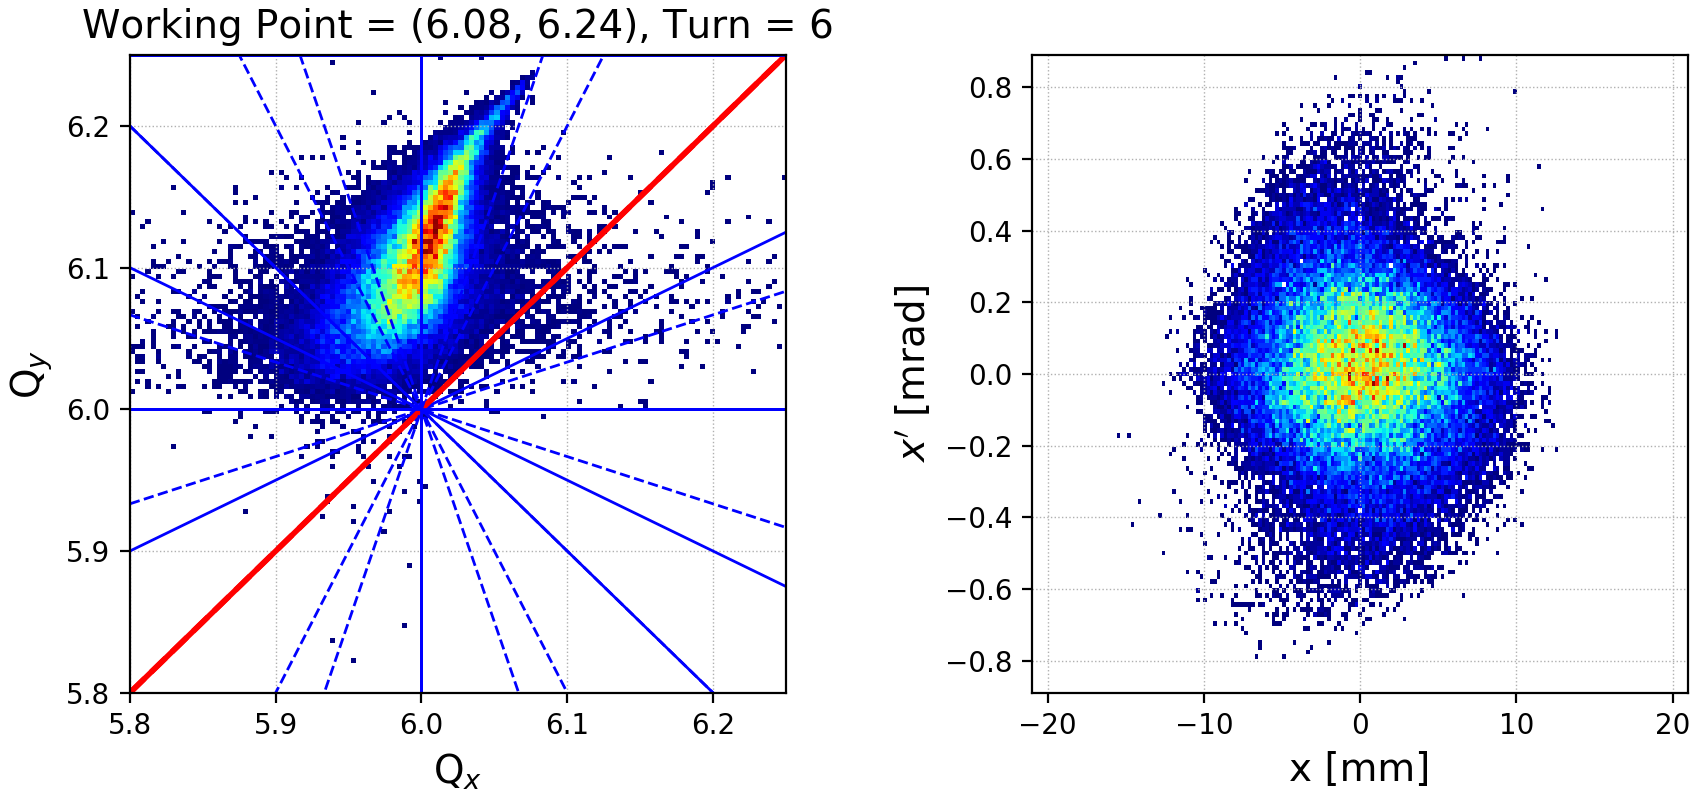 Working Point = (6.08, 6.24), Turn = 6
6.2
6.1
6.0
5.9
5.8
Q_y
5.8 5.9 6.0 6.1 6.2
Q_x
0.8
0.6
0.4
0.2
0.0
−0.2
−0.4
−0.6
−0.8
x′ [mrad]
−20 −10 0 10 20
x [mm]